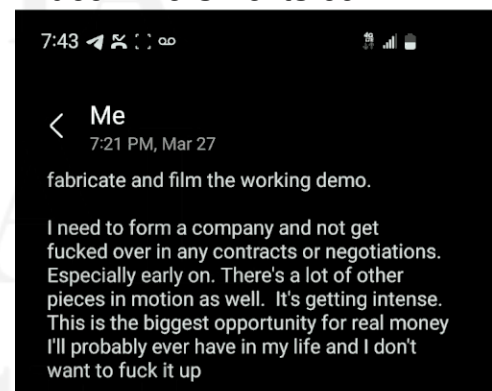 7:43
Me
7:21 PM, Mar 27
fabricate and film the working demo.
I need to form a company and not get
fucked over in any contracts or negotiations.
Especially early on. There's a lot of other
pieces in motion as well.  It's getting intense.
This is the biggest opportunity for real money
I'll probably ever have in my life and I don't
want to fuck it up